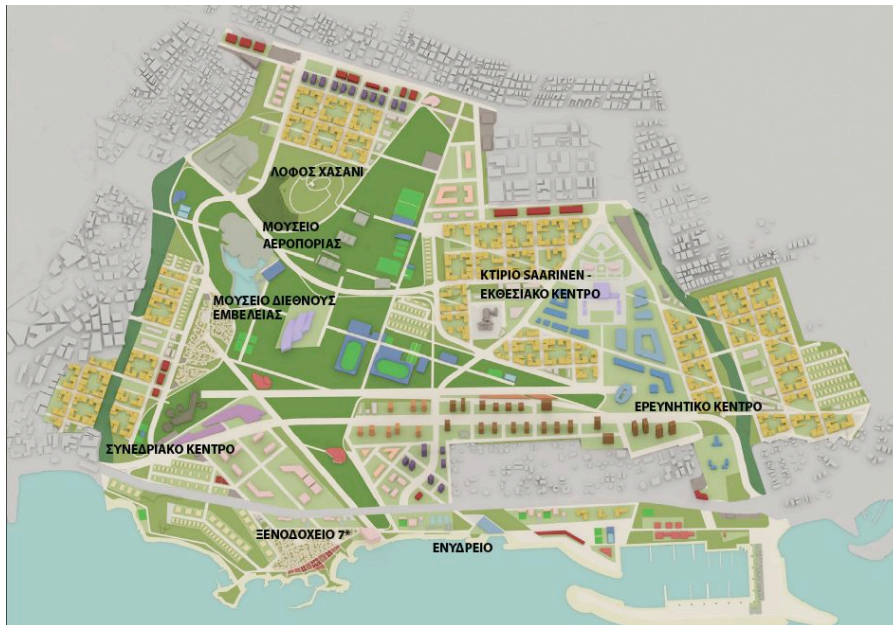 ΛΟΦΟΣ ΧΑΣΑΝΙ
ΜΟΥΣΕΙΟ
ΑΕΡΟΠΟΡΙΑΣ
ΚΤΙΡΙΟ SAARINEN -
ΕΚΘΕΣΙΑΚΟ ΚΕΝΤΡΟ
ΜΟΥΣΕΙΟ ΔΙΕΘΝΟΥΣ
ΕΜΒΕΛΕΙΑΣ
ΕΡΕΥΝΗΤΙΚΟ ΚΕΝΤΡΟ
ΣΥΝΕΔΡΙΑΚΟ ΚΕΝΤΡΟ
ΞΕΝΟΔΟΧΕΙΟ 7*
ΕΝΥΔΡΕΙΟ